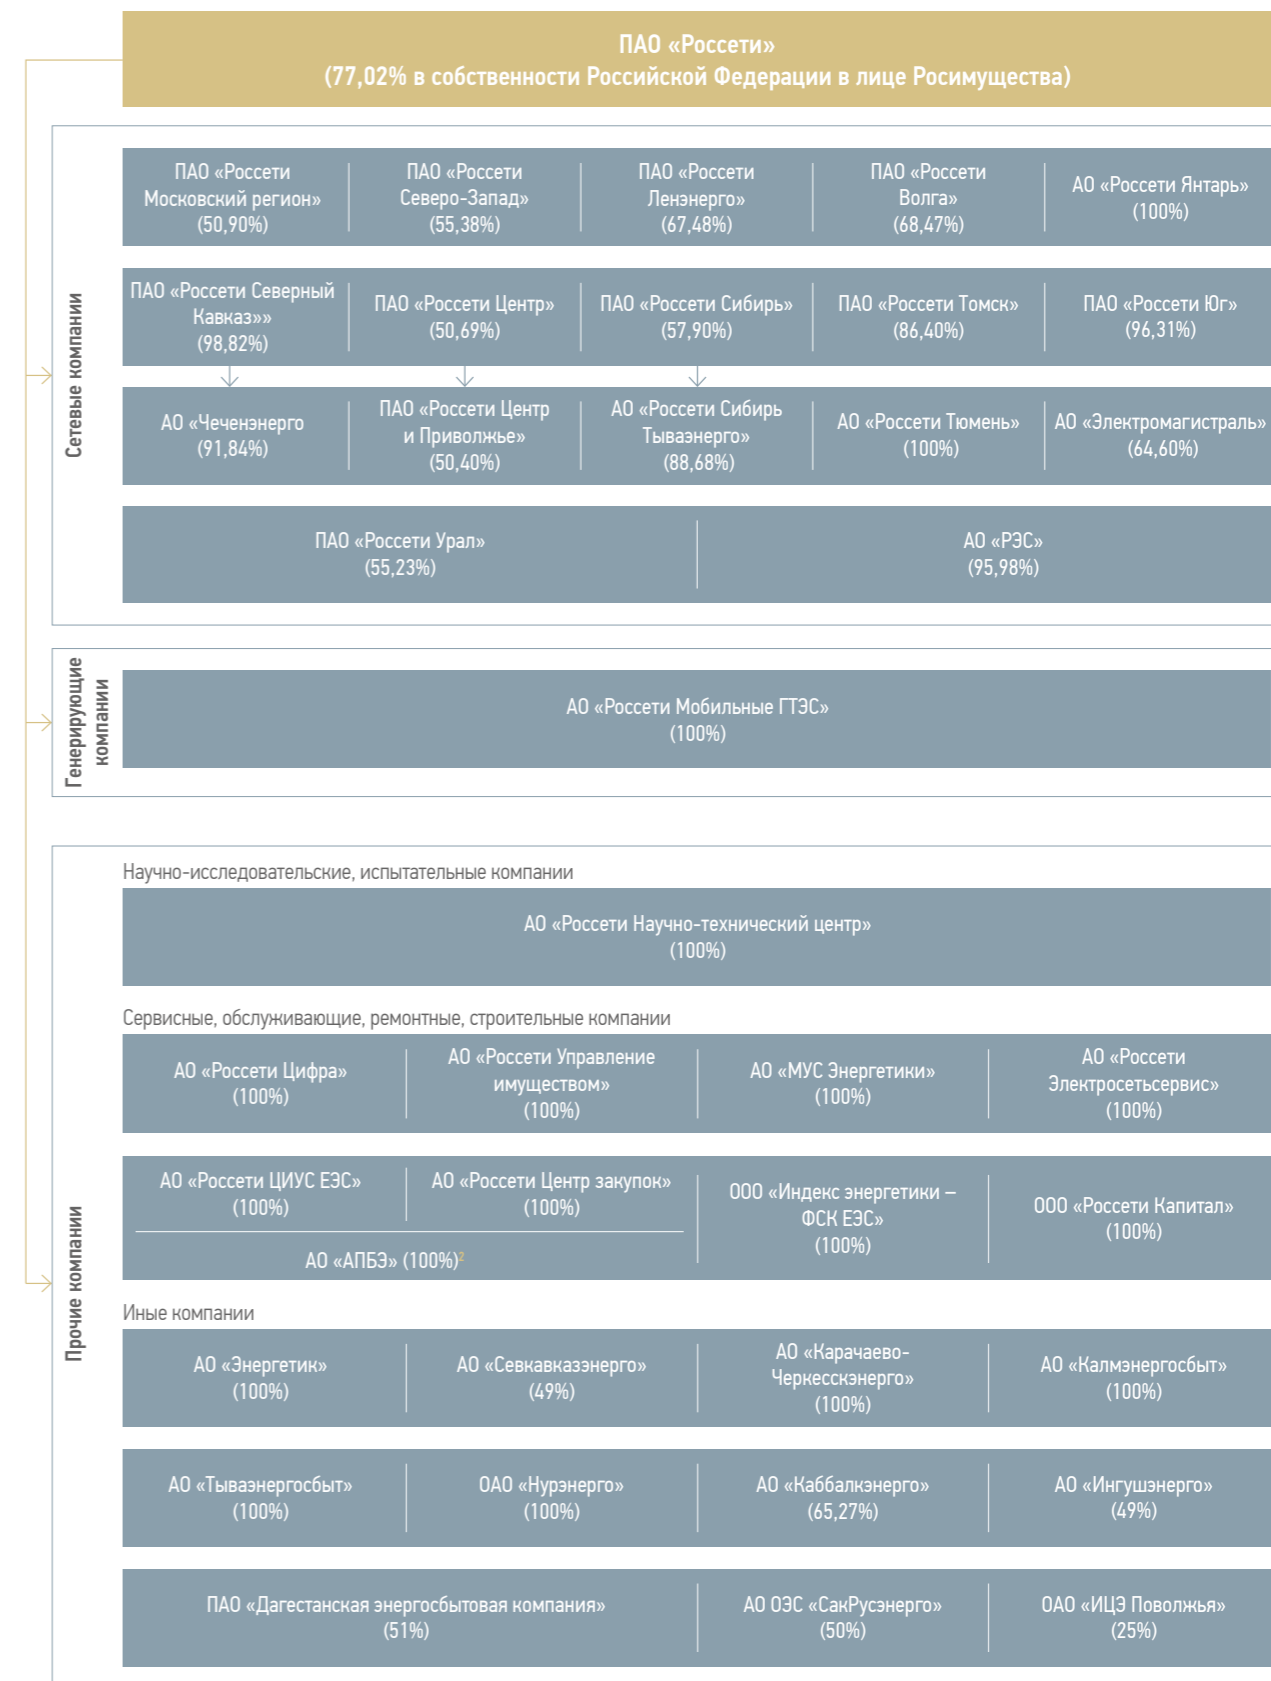 ПАО «Россети»
(77,02% в собственности Российской Федерации в лице Росимущества)
Сетевые компании
ПАО «Россети
Московский регион»
(50,90%)
ПАО «Россети
Северо-Запад»
(55,38%)
ПАО «Россети
Ленэнерго»
(67,48%)
ПАО «Россети
Волга»
(68,47%)
АО «Россети Янтарь»
(100%)
ПАО «Россети Северный
Кавказ»»
(98,82%)
ПАО «Россети Центр»
(50,69%)
ПАО «Россети Сибирь»
(57,90%)
ПАО «Россети Томск»
(86,40%)
ПАО «Россети Юг»
(96,31%)
АО «Чеченэнерго
(91,84%)
ПАО «Россети Центр
и Приволжье»
(50,40%)
АО «Россети Сибирь
Тываэнерго»
(88,68%)
АО «Россети Тюмень»
(100%)
АО «Электромагистраль»
(64,60%)
ПАО «Россети Урал»
(55,23%)
АО «РЭС»
(95,98%)
Генерирующие
компании
АО «Россети Мобильные ГТЭС»
(100%)
Прочие компании
Научно-исследовательские, испытательные компании
АО «Россети Научно-технический центр»
(100%)
Сервисные, обслуживающие, ремонтные, строительные компании
АО «Россети Цифра»
(100%)
АО «Россети Управление
имуществом»
(100%)
АО «МУС Энергетики»
(100%)
АО «Россети
Электросетьсервис»
(100%)
АО «Россети ЦИУС ЕЭС»
(100%)
АО «Россети Центр закупок»
(100%)
АО «АПБЭ» (100%)²
ООО «Индекс энергетики –
ФСК ЕЭС»
(100%)
ООО «Россети Капитал»
(100%)
Иные компании
АО «Энергетик»
(100%)
АО «Севкавказэнерго»
(49%)
АО «Карачаево-
Черкесскэнерго»
(100%)
АО «Калмэнергосбыт»
(100%)
АО «Тываэнергосбыт»
(100%)
ОАО «Нурэнерго»
(100%)
АО «Каббалкэнерго»
(65,27%)
АО «Ингушэнерго»
(49%)
ПАО «Дагестанская энергосбытовая компания»
(51%)
АО ОЭС «СакРусэнерго»
(50%)
ОАО «ИЦЭ Поволжья»
(25%)